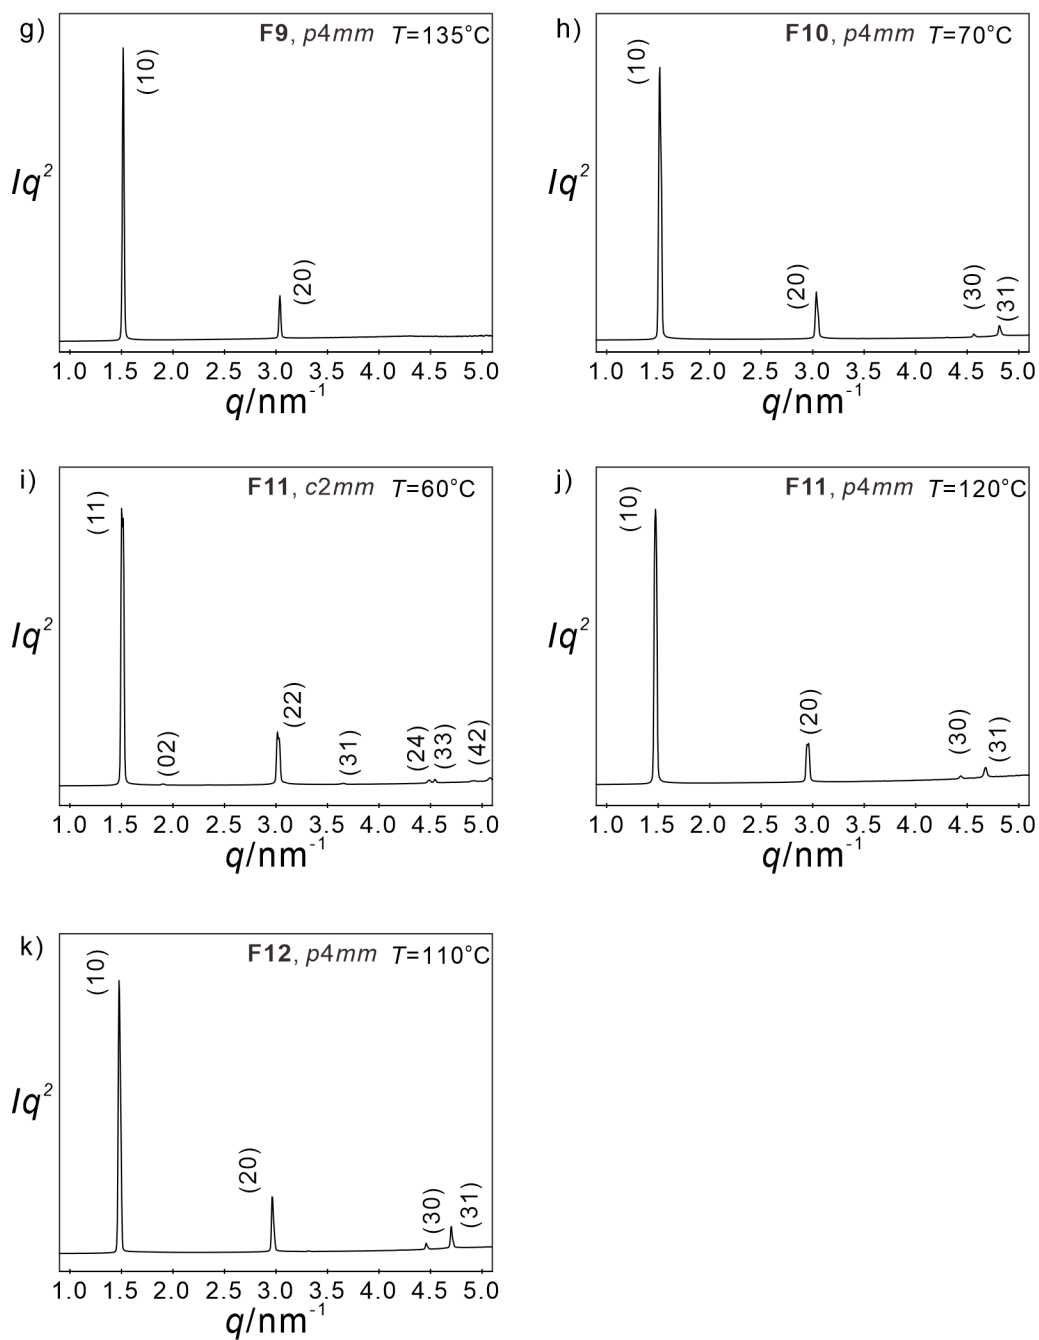 g)
F9, p4mm T=135°C
(10)
(20)
Iq²
1.0 1.5 2.0 2.5 3.0 3.5 4.0 4.5 5.0
q/nm⁻¹
h)
F10, p4mm T=70°C
(10)
(20)
(30)
(31)
Iq²
1.0 1.5 2.0 2.5 3.0 3.5 4.0 4.5 5.0
q/nm⁻¹
i)
F11, c2mm T=60°C
(11)
(02)
(22)
(31)
(24)
(33)
(42)
Iq²
1.0 1.5 2.0 2.5 3.0 3.5 4.0 4.5 5.0
q/nm⁻¹
j)
F11, p4mm T=120°C
(10)
(20)
(30)
(31)
Iq²
1.0 1.5 2.0 2.5 3.0 3.5 4.0 4.5 5.0
q/nm⁻¹
k)
F12, p4mm T=110°C
(10)
(20)
(30)
(31)
Iq²
1.0 1.5 2.0 2.5 3.0 3.5 4.0 4.5 5.0
q/nm⁻¹